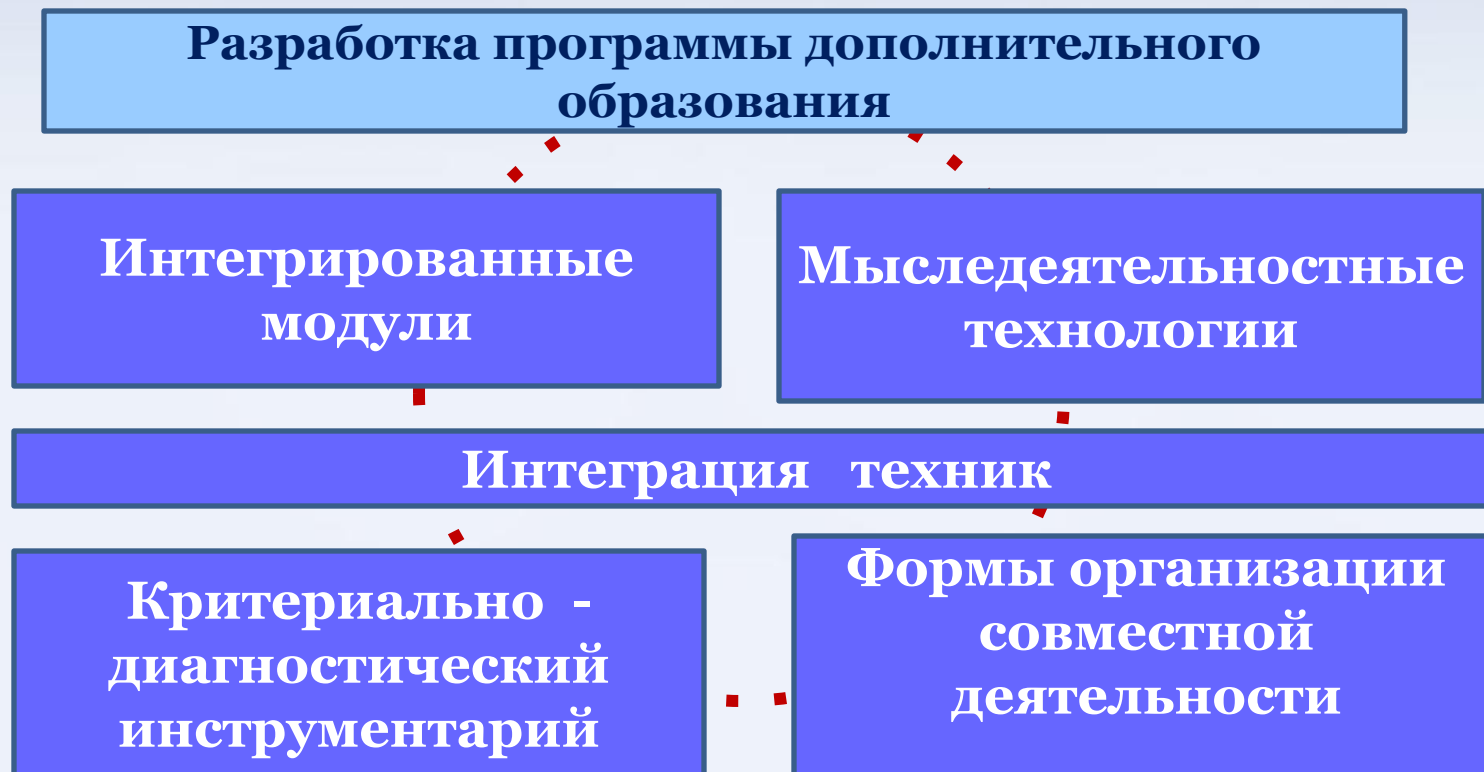 Разработка программы дополнительного
образования
Интегрированные
модули
Мыследеятельностные
технологии
Интеграция техник
Критериально -
диагностический
инструментарий
Формы организации
совместной
деятельности